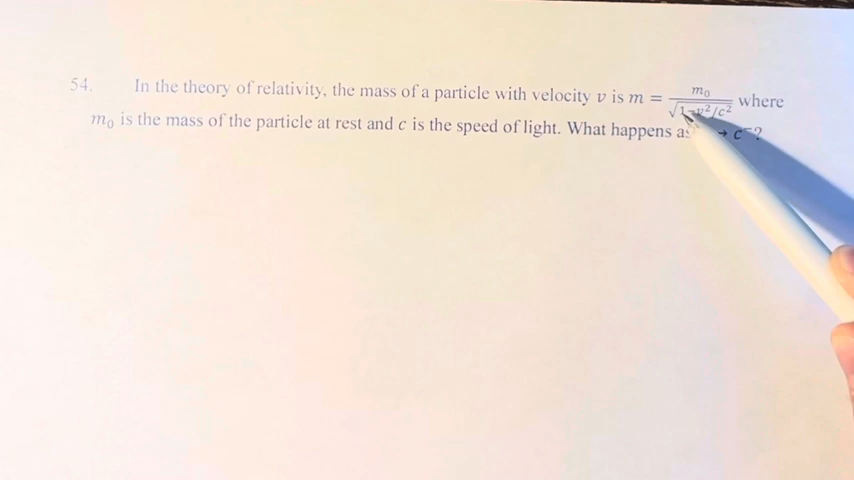 54. In the theory of relativity, the mass of a particle with velocity v is m = m₀/√(1−v²/c²) where
m₀ is the mass of the particle at rest and c is the speed of light. What happens as → c⁻?